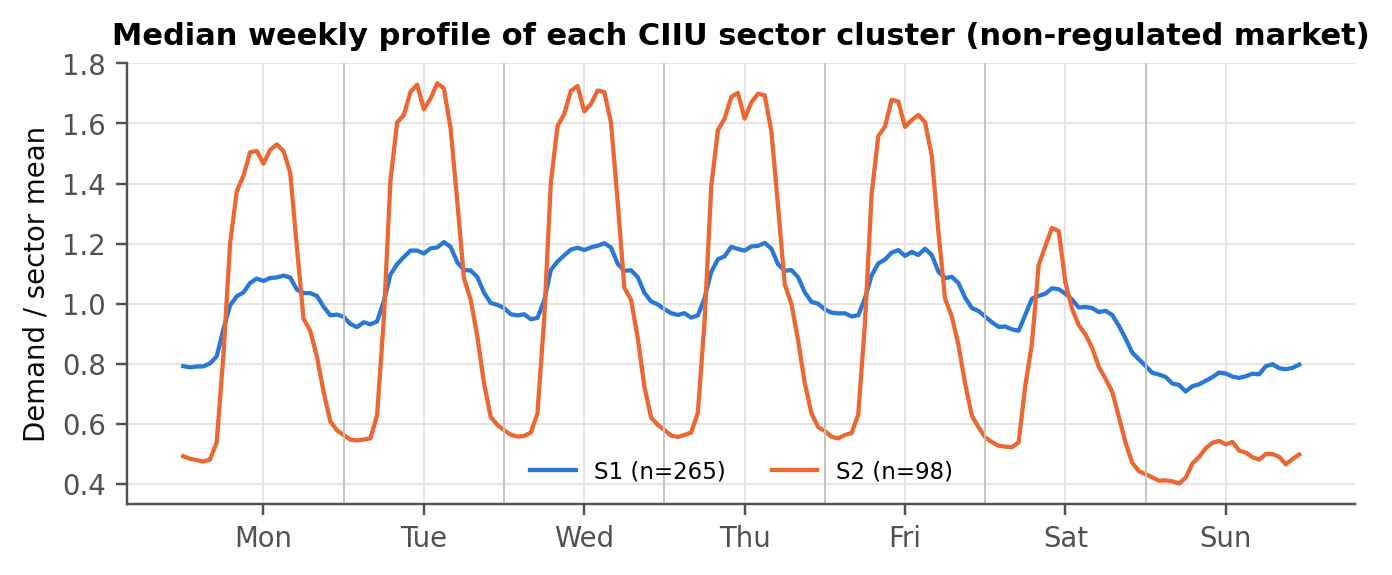 Median weekly profile of each CIIU sector cluster (non-regulated market)
Demand / sector mean
1.8
1.6
1.4
1.2
1.0
0.8
0.6
0.4
S1 (n=265) S2 (n=98)
Mon Tue Wed Thu Fri Sat Sun